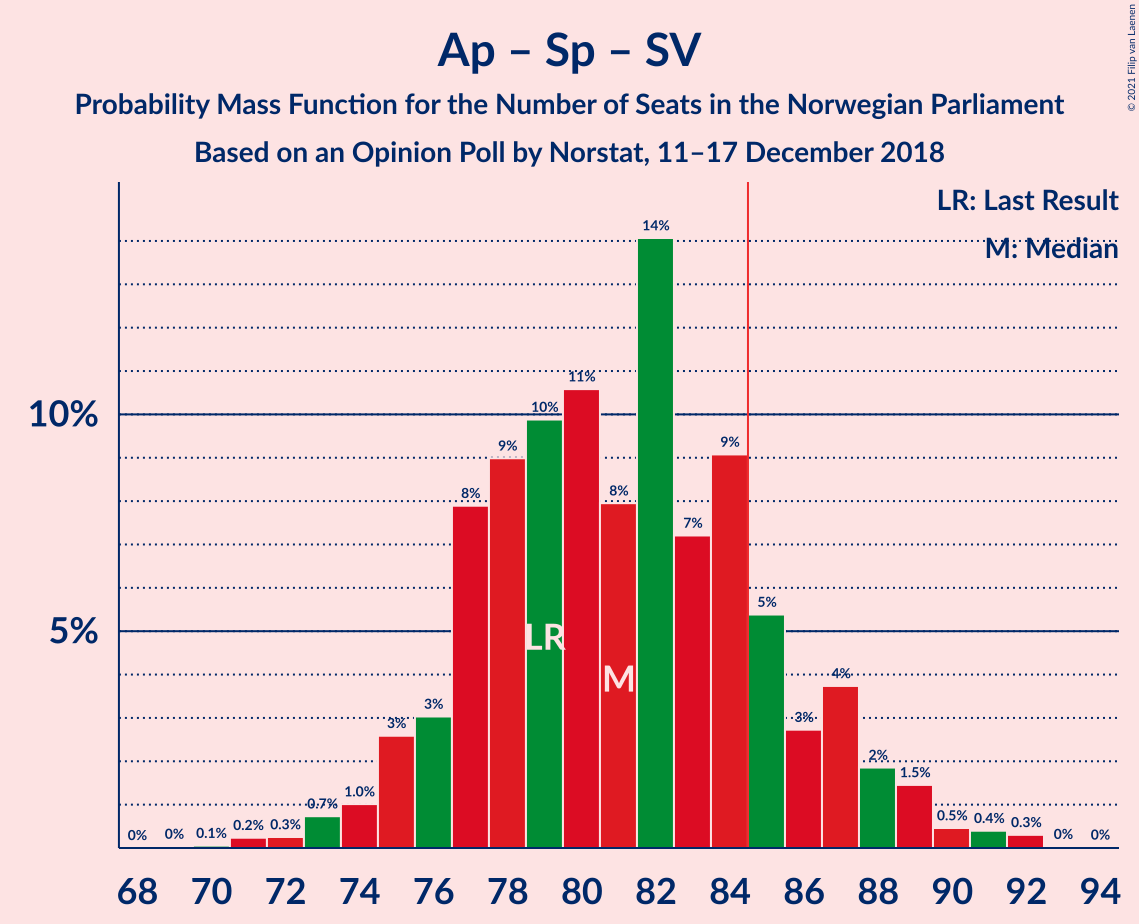 Ap – Sp – SV
Probability Mass Function for the Number of Seats in the Norwegian Parliament
Based on an Opinion Poll by Norstat, 11–17 December 2018
© 2021 Filip van Laenen
LR: Last Result
M: Median
10%
5%
0% 0% 0.1% 0.2% 0.3% 0.7% 1.0% 3% 3% 8% 9% 10% 11% 8% 14% 7% 9% 5% 3% 4% 2% 1.5% 0.5% 0.4% 0.3% 0% 0%
LR
M
68 70 72 74 76 78 80 82 84 86 88 90 92 94